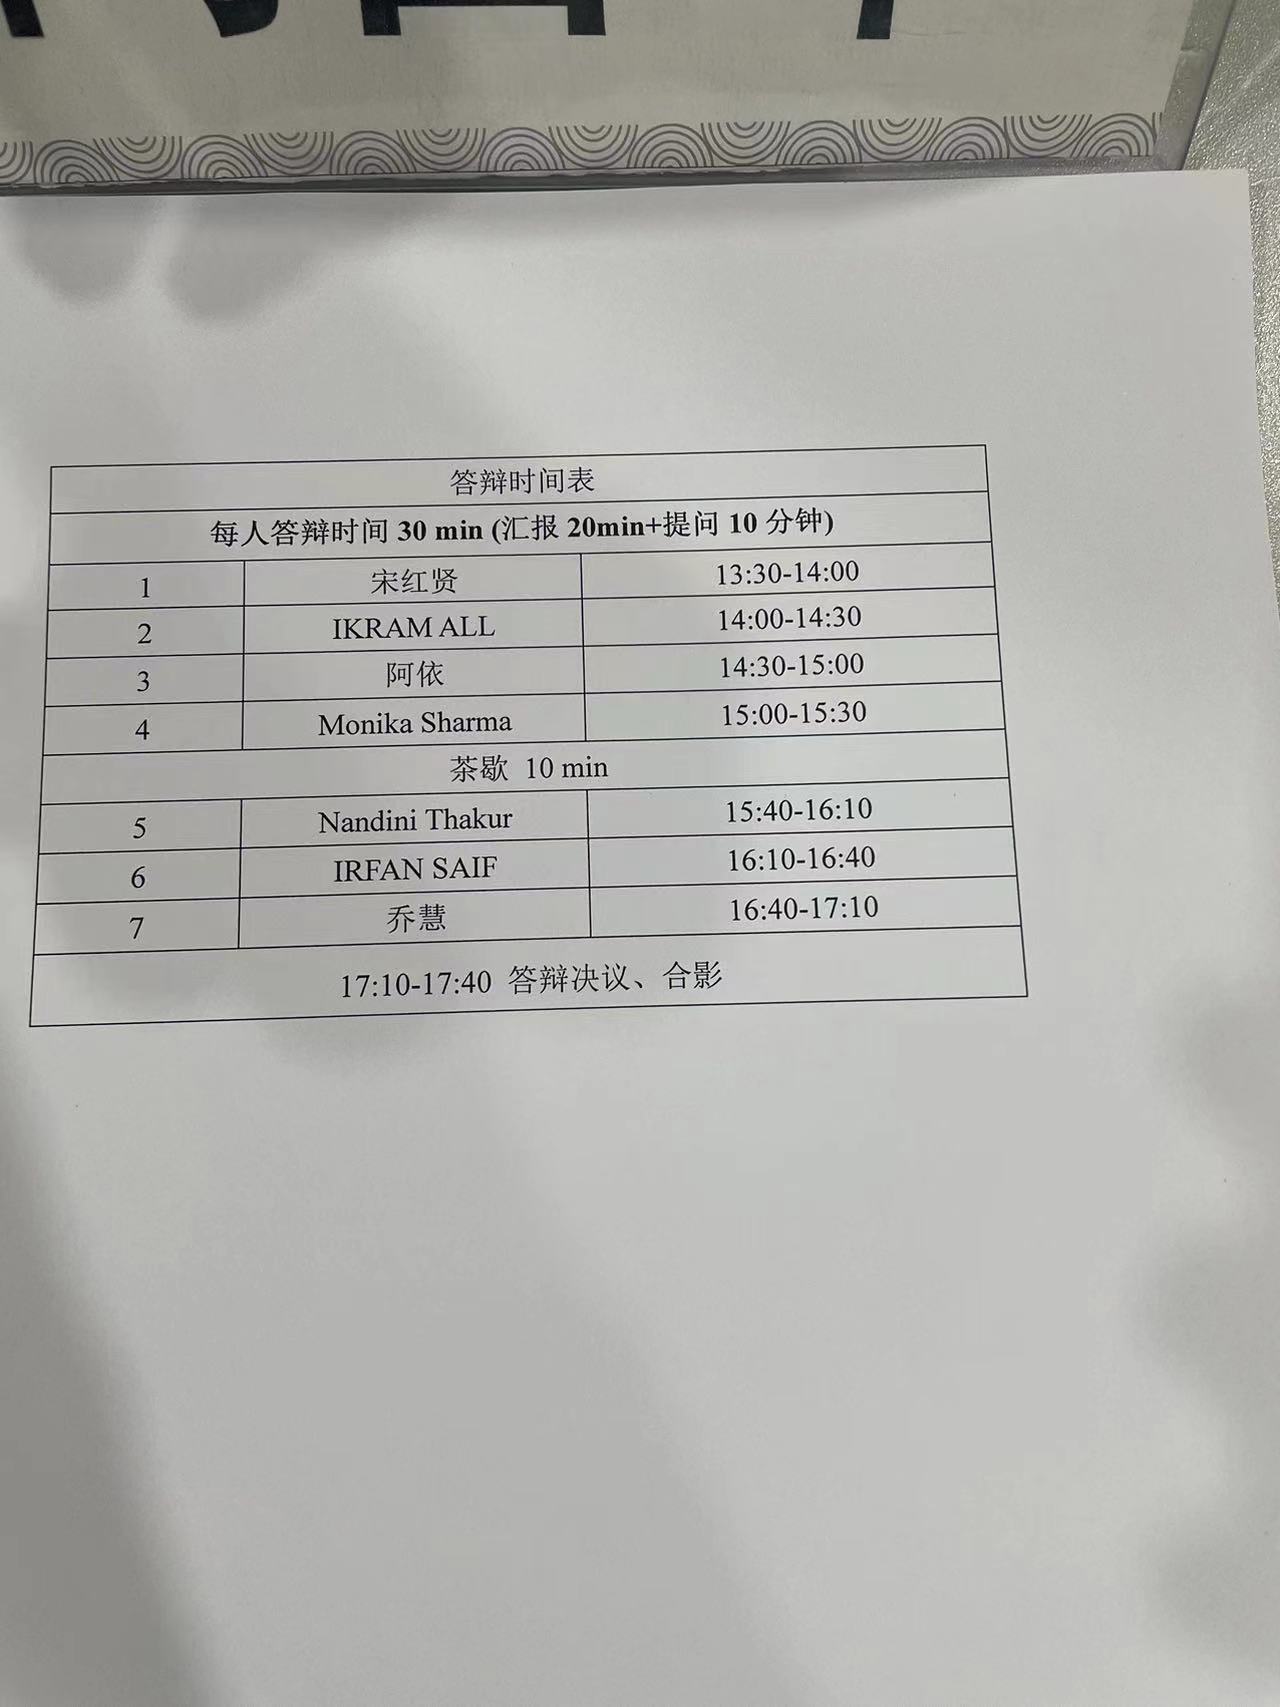 答辩时间表
每人答辩时间 30 min (汇报 20min+提问 10 分钟)
1 宋红贤 13:30-14:00
2 IKRAM ALL 14:00-14:30
3 阿依 14:30-15:00
4 Monika Sharma 15:00-15:30
茶歇 10 min
5 Nandini Thakur 15:40-16:10
6 IRFAN SAIF 16:10-16:40
7 乔慧 16:40-17:10
17:10-17:40 答辩决议、合影